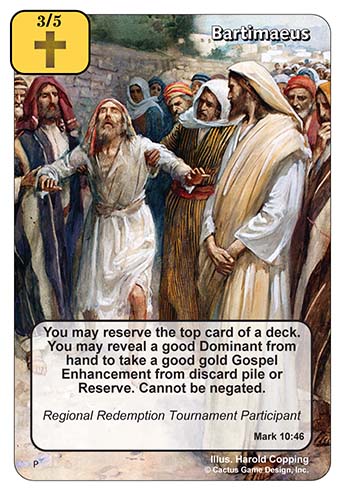 3/5
Bartimaeus
You may reserve the top card of a deck.
You may reveal a good Dominant from
hand to take a good gold Gospel
Enhancement from discard pile or
Reserve. Cannot be negated.
Regional Redemption Tournament Participant
Mark 10:46
Illus. Harold Copping
P
© Cactus Game Design, Inc.